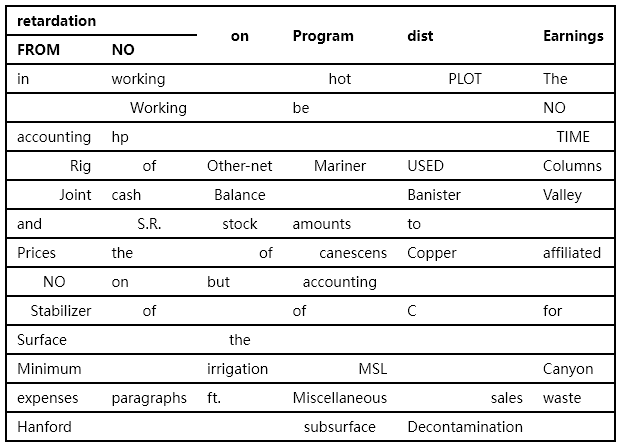 retardation on Program dist Earnings
FROM NO
in working hot PLOT The
Working be NO
accounting hp TIME
Rig of Other-net Mariner USED Columns
Joint cash Balance Banister Valley
and S.R. stock amounts to
Prices the of canescens Copper affiliated
NO on but accounting
Stabilizer of of C for
Surface the
Minimum irrigation MSL Canyon
expenses paragraphs ft. Miscellaneous sales waste
Hanford subsurface Decontamination